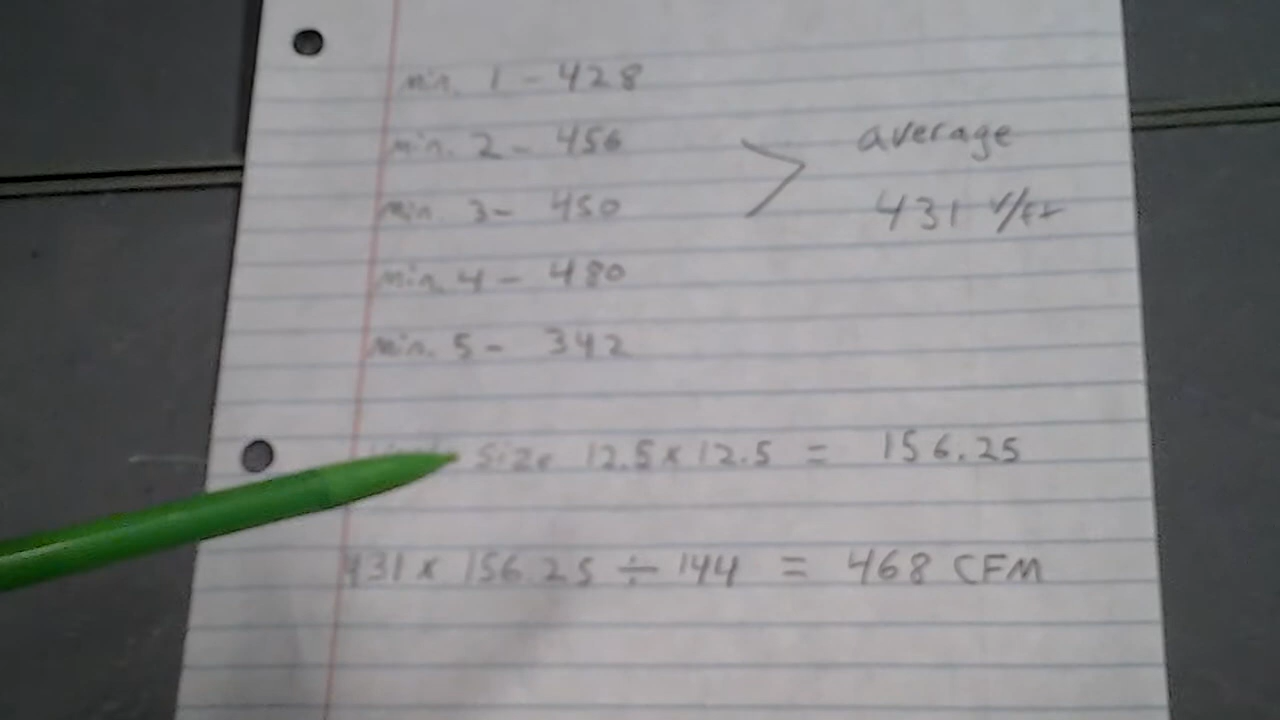 min. 1 - 428
min. 2 - 456
min. 3 - 450
min. 4 - 480
min. 5 - 342
> average
431 V/FT
size 12.5 x 12.5 = 156.25
431 x 156.25 ÷ 144 = 468 CFM